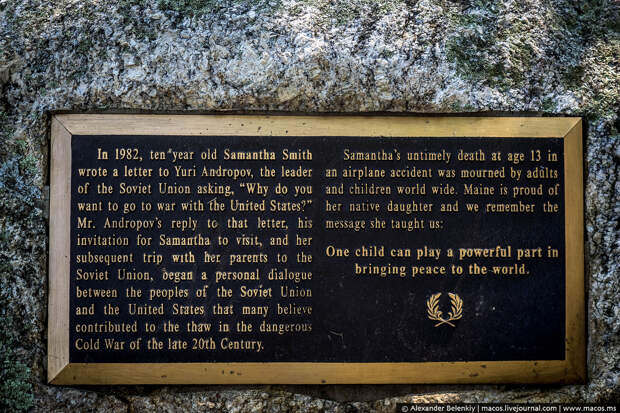 In 1982, ten year old Samantha Smith
wrote a letter to Yuri Andropov, the leader
of the Soviet Union asking, “Why do you
want to go to war with the United States?”
Mr. Andropov's reply to that letter, his
invitation for Samantha to visit, and her
subsequent trip with her parents to the
Soviet Union, began a personal dialogue
between the peoples of the Soviet Union
and the United States that many believe
contributed to the thaw in the dangerous
Cold War of the late 20th Century.
Samantha's untimely death at age 13 in
an airplane accident was mourned by adults
and children world wide. Maine is proud of
her native daughter and we remember the
message she taught us:
One child can play a powerful part in
bringing peace to the world.
© Alexander Belenkiy | macos.livejournal.com | www.macos.ms